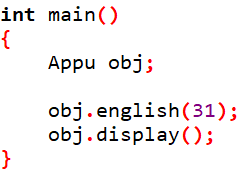 int main()
{
    Appu obj;

    obj.english(31);
    obj.display();
}